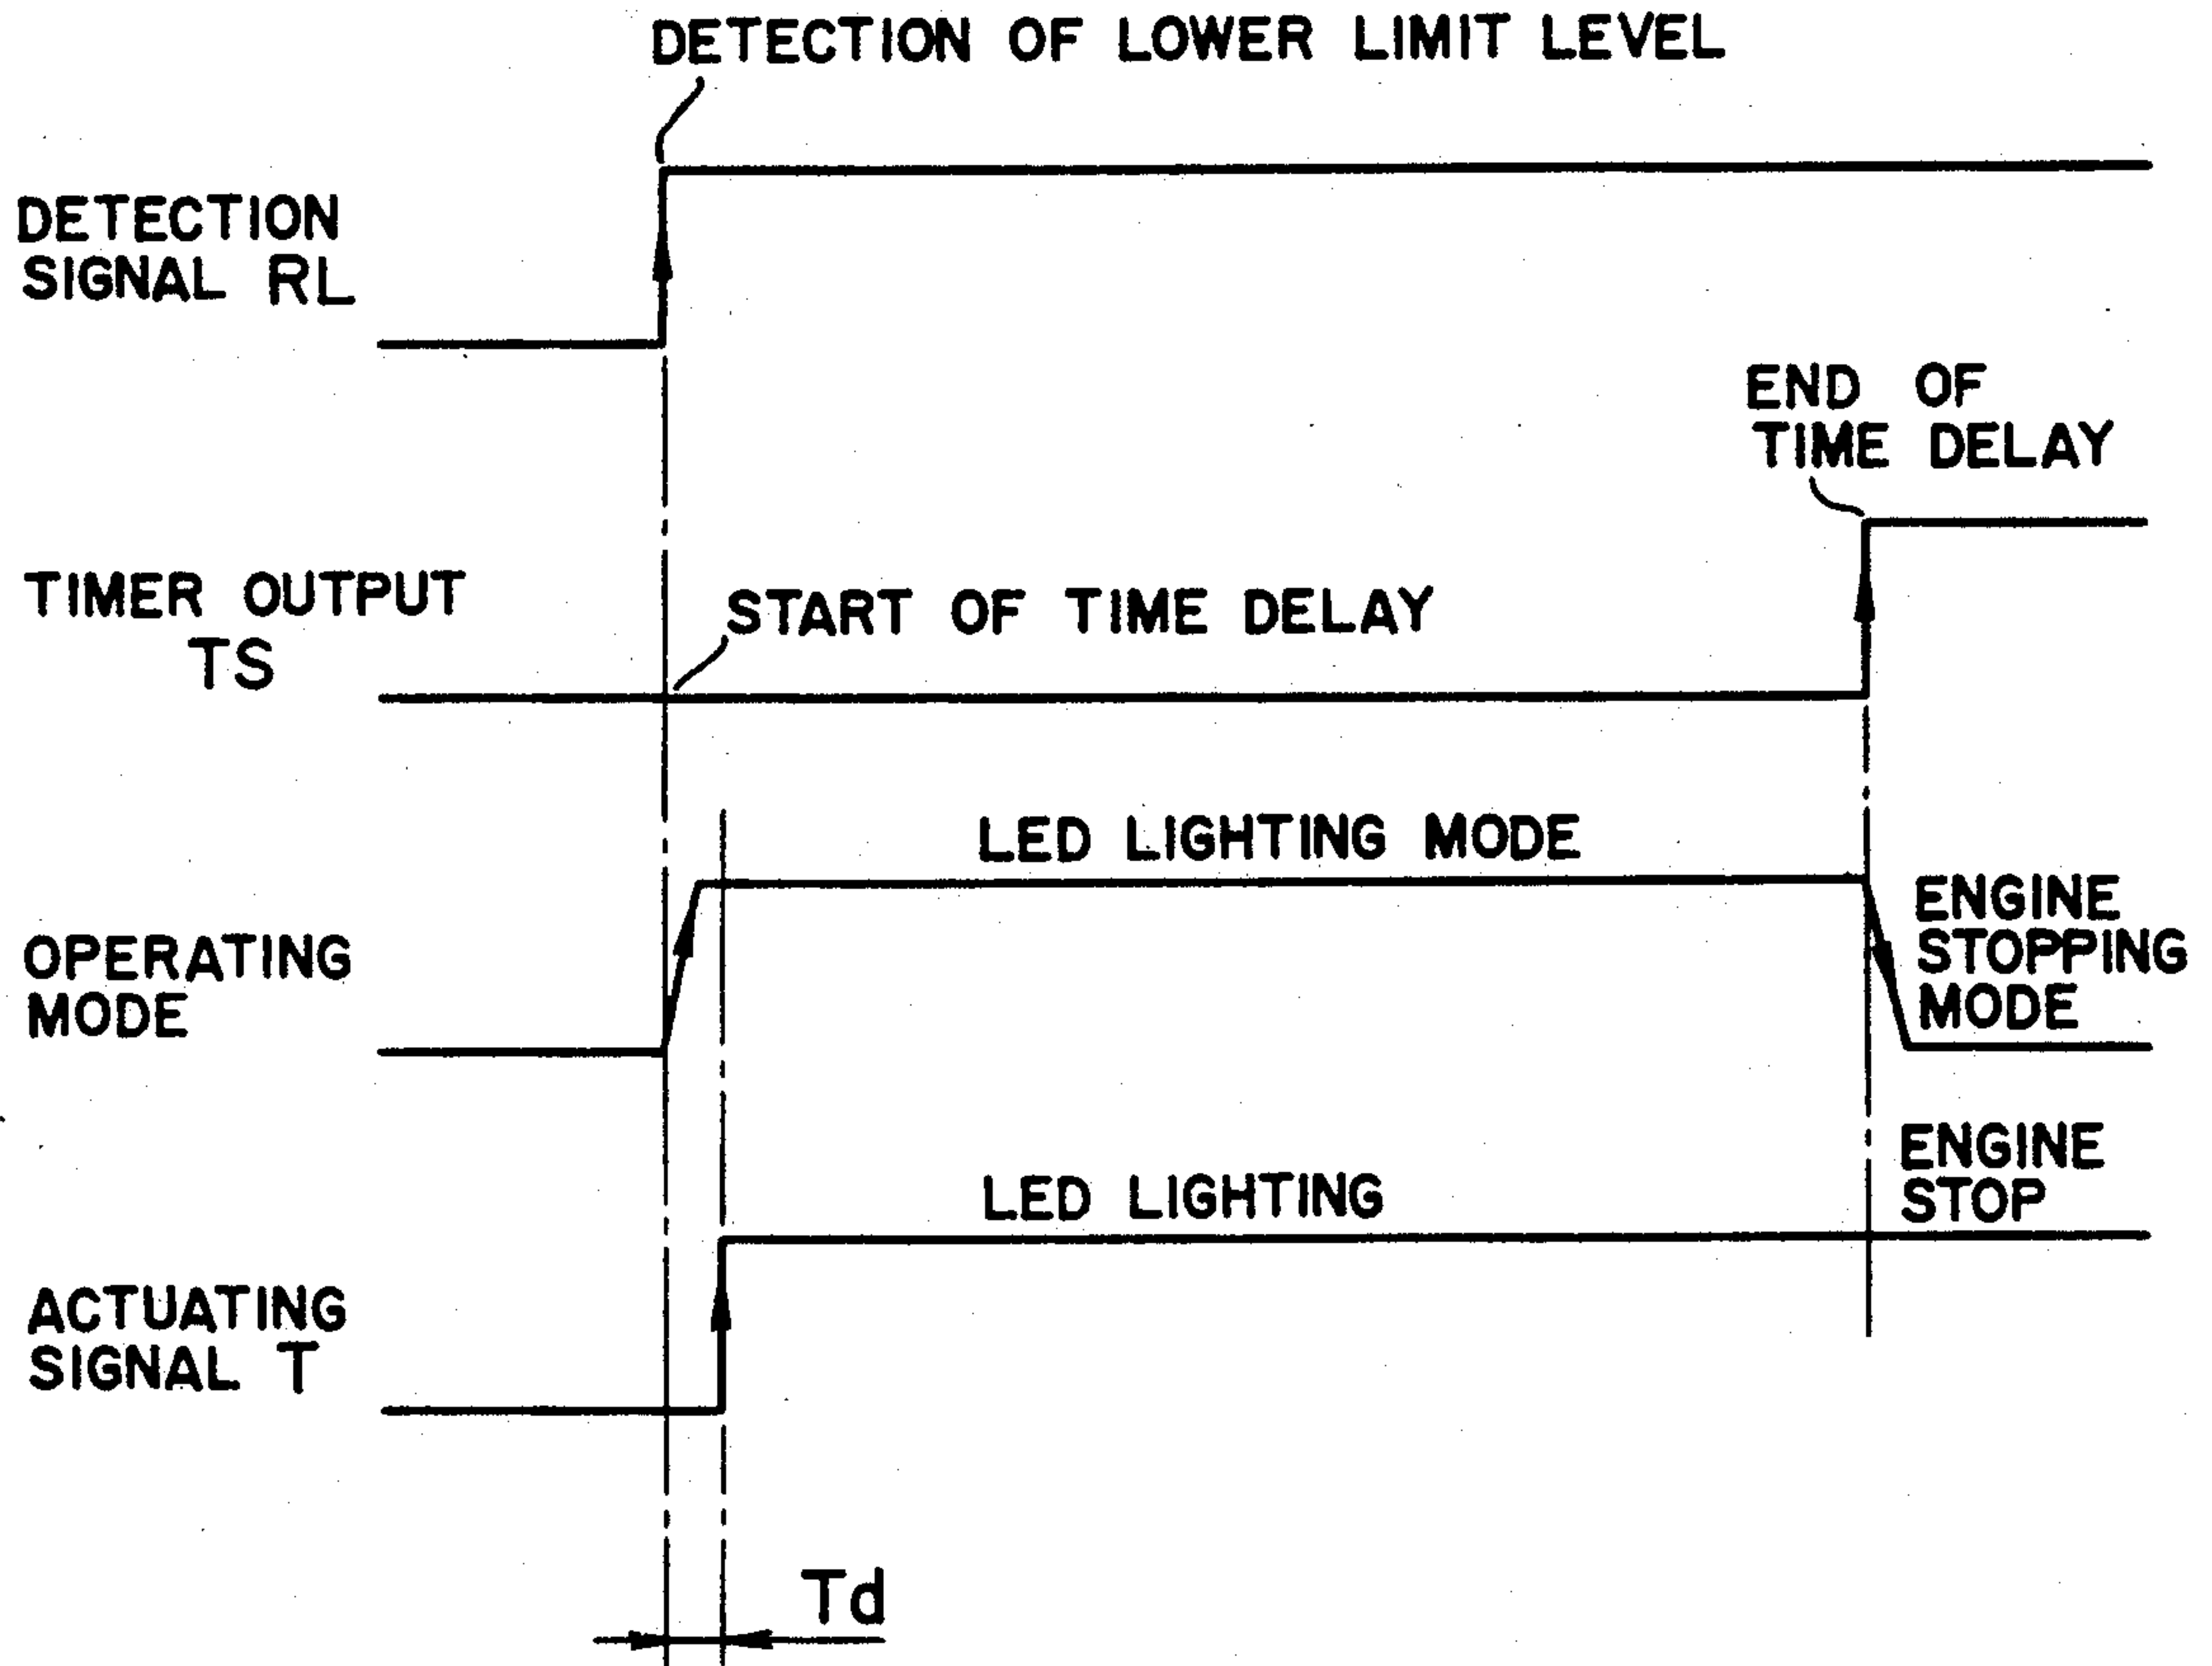 DETECTION OF LOWER LIMIT LEVEL
DETECTION
SIGNAL RL
END OF
TIME DELAY
TIMER OUTPUT
TS
START OF TIME DELAY
LED LIGHTING MODE
ENGINE
STOPPING
MODE
OPERATING
MODE
ENGINE
STOP
LED LIGHTING
ACTUATING
SIGNAL T
Td